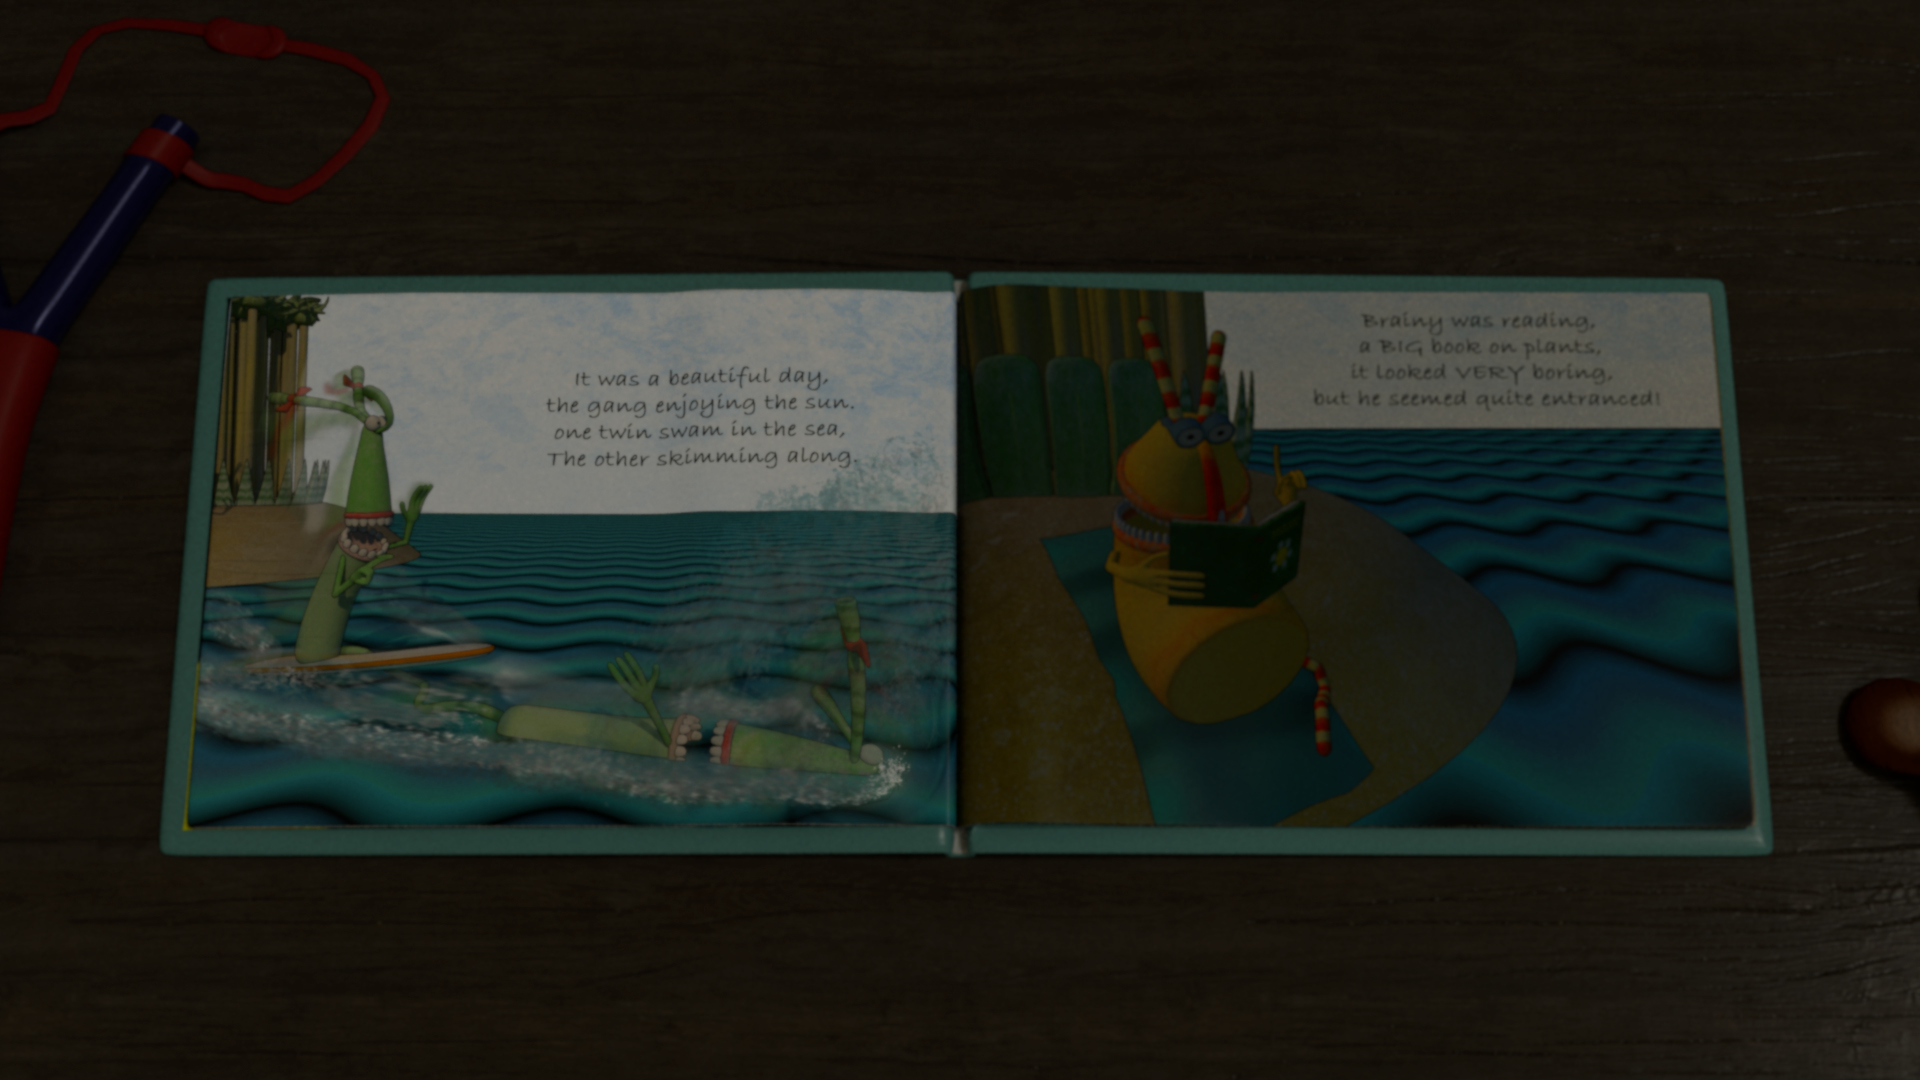 It was a beautiful day,
the gang enjoying the sun.
one twin swam in the sea,
The other skimming along.
Brainy was reading,
a BIG book on plants,
it looked VERY boring,
but he seemed quite entranced!